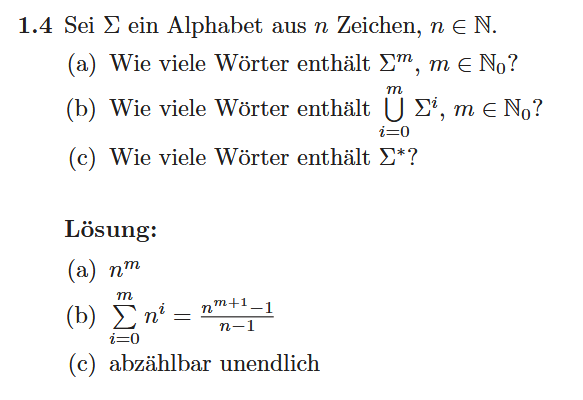 1.4 Sei Σ ein Alphabet aus n Zeichen, n ∈ ℕ.
(a) Wie viele Wörter enthält Σ^m, m ∈ ℕ₀?
(b) Wie viele Wörter enthält ⋃_{i=0}^{m} Σ^i, m ∈ ℕ₀?
(c) Wie viele Wörter enthält Σ*?
Lösung:
(a) n^m
(b) ∑_{i=0}^{m} n^i = \frac{n^{m+1}−1}{n−1}
(c) abzählbar unendlich